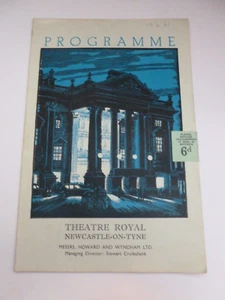 PROGRAMME
6d
THEATRE ROYAL
NEWCASTLE-ON-TYNE
MESSRS. HOWARD AND WYNDHAM LTD.
Managing Director: Stewart Cruikshank